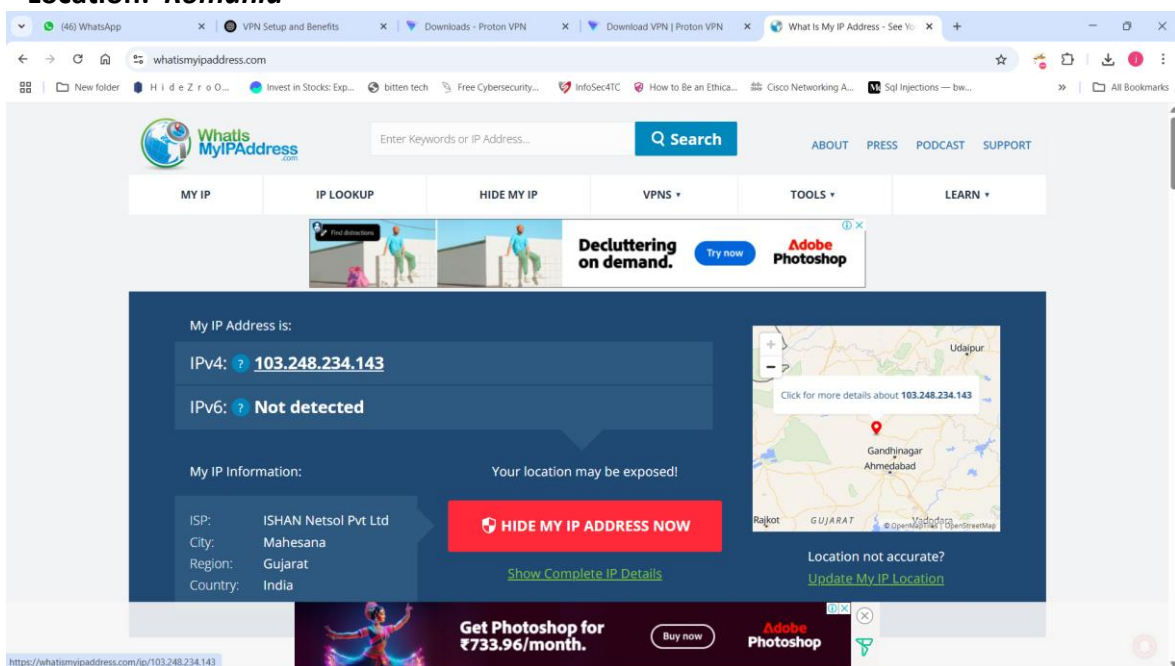 Location: Romania
(46) WhatsApp
VPN Setup and Benefits
Downloads - Proton VPN
Download VPN | Proton VPN
What Is My IP Address - See Yo
whatismyipaddress.com
New folder
H i d e Z r o O...
Invest in Stocks: Exp...
bitten tech
Free Cybersecurity...
InfoSec4TC
How to Be an Ethica...
Cisco Networking A...
Sql Injections — bw...
All Bookmarks
WhatIs
MyIPAddress
.com
Enter Keywords or IP Address...
Search
ABOUT PRESS PODCAST SUPPORT
MY IP IP LOOKUP HIDE MY IP VPNS TOOLS LEARN
Find distractions
Decluttering
on demand.
Try now
Adobe
Photoshop
My IP Address is:
IPv4: ? 103.248.234.143
IPv6: ? Not detected
My IP Information:
ISP: ISHAN Netsol Pvt Ltd
City: Mahesana
Region: Gujarat
Country: India
Your location may be exposed!
HIDE MY IP ADDRESS NOW
Show Complete IP Details
Udaipur
Click for more details about 103.248.234.143
Gandhinagar
Ahmedabad
Rajkot GUJARAT Vadodara
© OpenMapTiles | OpenStreetMap
Location not accurate?
Update My IP Location
Get Photoshop for
₹733.96/month.
Buy now
Adobe
Photoshop
https://whatismyipaddress.com/ip/103.248.234.143